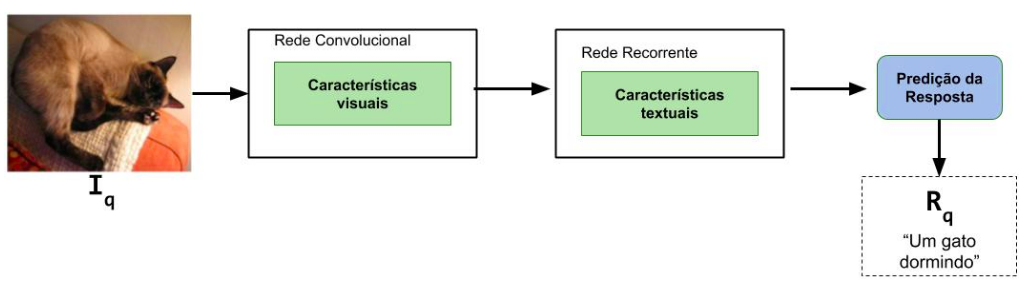 Rede Convolucional
Características
visuais
Rede Recorrente
Características
textuais
Predição da
Resposta
I_q
R_q
“Um gato
dormindo”